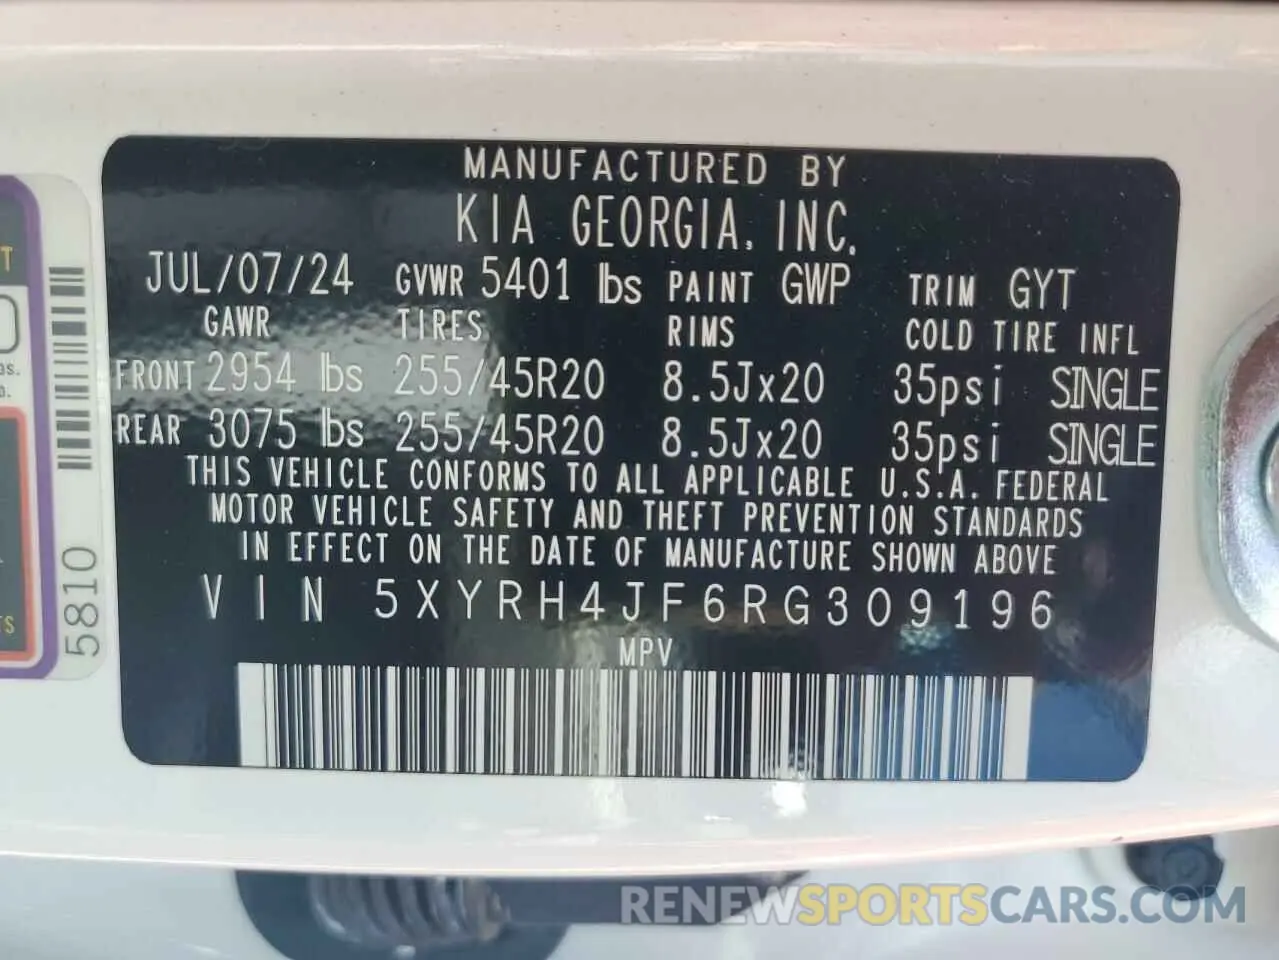 MANUFACTURED BY
KIA GEORGIA, INC.
JUL/07/24 GVWR 5401 lbs PAINT GWP TRIM GYT
GAWR TIRES RIMS COLD TIRE INFL
FRONT 2954 lbs 255/45R20 8.5Jx20 35psi SINGLE
REAR 3075 lbs 255/45R20 8.5Jx20 35psi SINGLE
THIS VEHICLE CONFORMS TO ALL APPLICABLE U.S.A. FEDERAL
MOTOR VEHICLE SAFETY AND THEFT PREVENTION STANDARDS
IN EFFECT ON THE DATE OF MANUFACTURE SHOWN ABOVE
VIN 5XYRH4JF6RG309196
MPV
5810
RENEWSPORTSCARS.COM